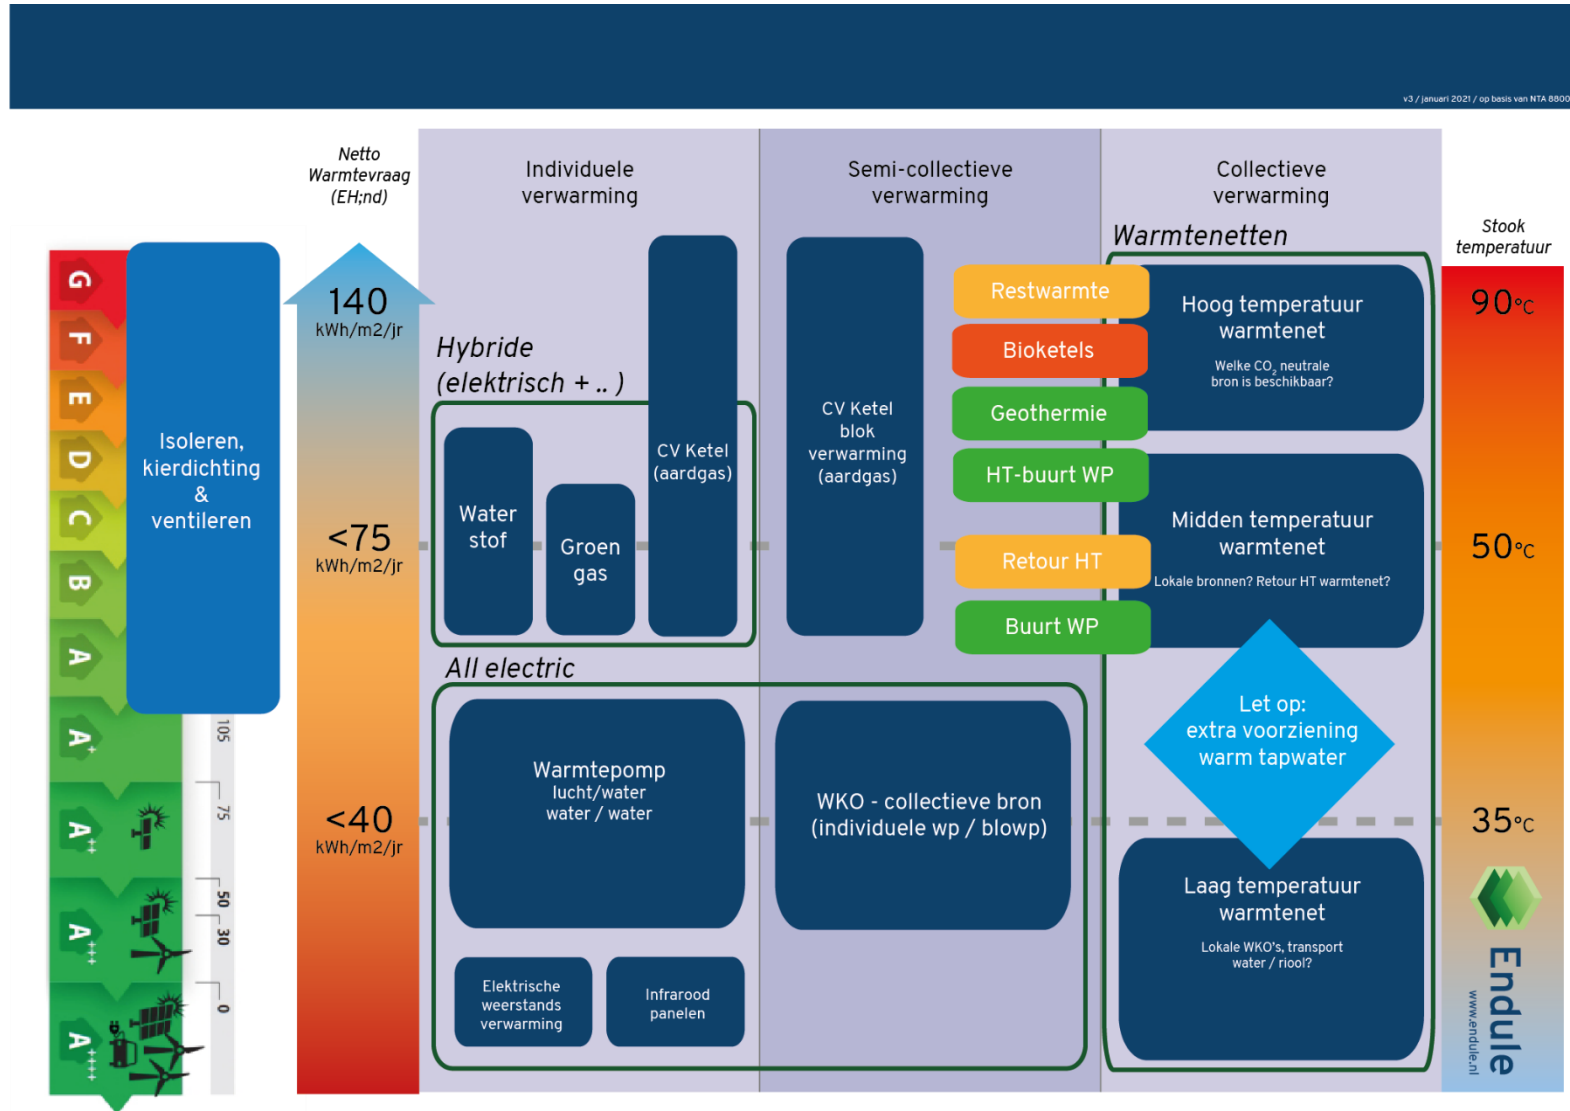 v3 / januari 2021 / op basis van NTA 8800
Netto
Warmtevraag
(EH;nd)
Individuele
verwarming
Semi-collectieve
verwarming
Collectieve
verwarming
Stook
temperatuur
Warmtenetten
G
F
E
D
C
B
A
A+
A++
A+++
A++++
105
75
50
30
0
Isoleren,
kierdichting
&
ventileren
140
kWh/m2/jr
<75
kWh/m2/jr
<40
kWh/m2/jr
Hybride
(elektrisch + .. )
Water
stof
Groen
gas
CV Ketel
(aardgas)
CV Ketel
blok
verwarming
(aardgas)
Restwarmte
Bioketels
Geothermie
HT-buurt WP
Retour HT
Buurt WP
Hoog temperatuur
warmtenet
Welke CO₂ neutrale
bron is beschikbaar?
Midden temperatuur
warmtenet
Lokale bronnen? Retour HT warmtenet?
Let op:
extra voorziening
warm tapwater
Laag temperatuur
warmtenet
Lokale WKO's, transport
water / riool?
All electric
Warmtepomp
lucht/water
water / water
WKO - collectieve bron
(individuele wp / blowp)
Elektrische
weerstands
verwarming
Infrarood
panelen
90°C
50°C
35°C
Endule
www.endule.nl